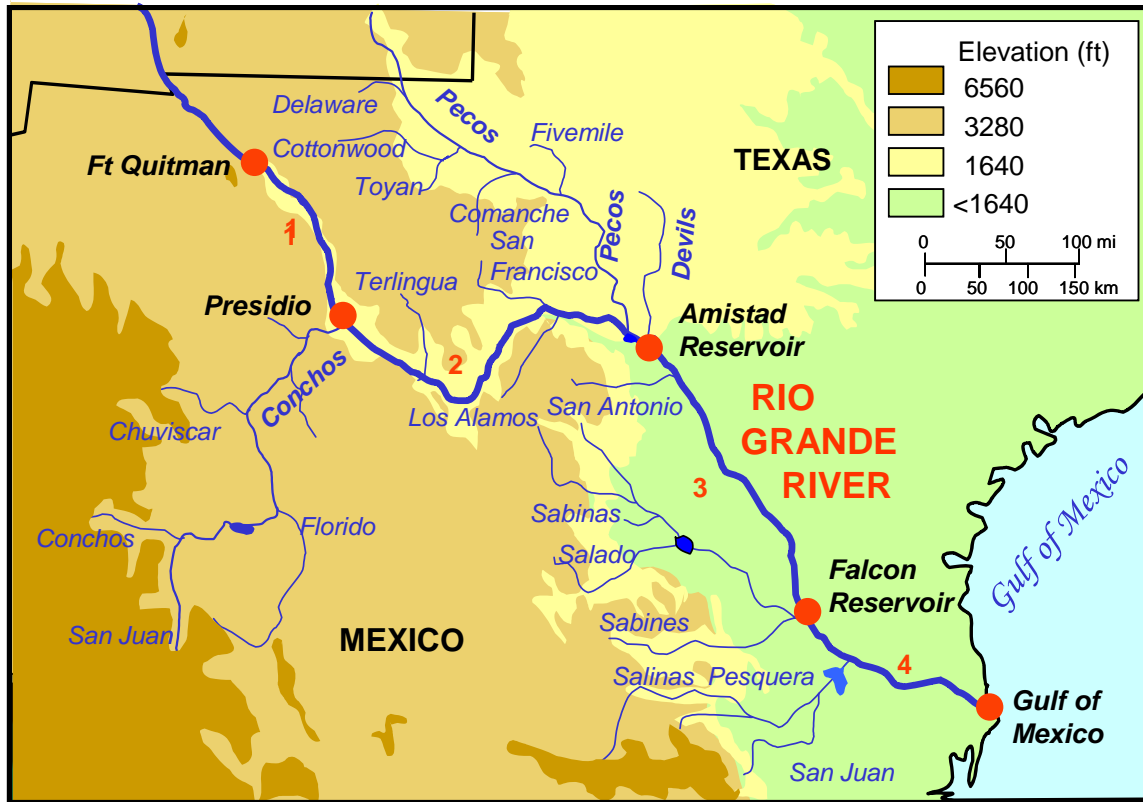 Elevation (ft)
6560
3280
1640
<1640
0 50 100 mi
0 50 100 150 km
Delaware
Pecos
Fivemile
Cottonwood
TEXAS
Ft Quitman
Toyan
Comanche
San
Francisco
Pecos
Devils
1
Terlingua
Presidio
Amistad
Reservoir
2
Conchos
Los Alamos
San Antonio
RIO
GRANDE
RIVER
Chuviscar
3
Gulf of Mexico
Sabinas
Conchos
Florido
Salado
Falcon
Reservoir
Sabines
San Juan
MEXICO
4
Salinas Pesquera
Gulf of
Mexico
San Juan